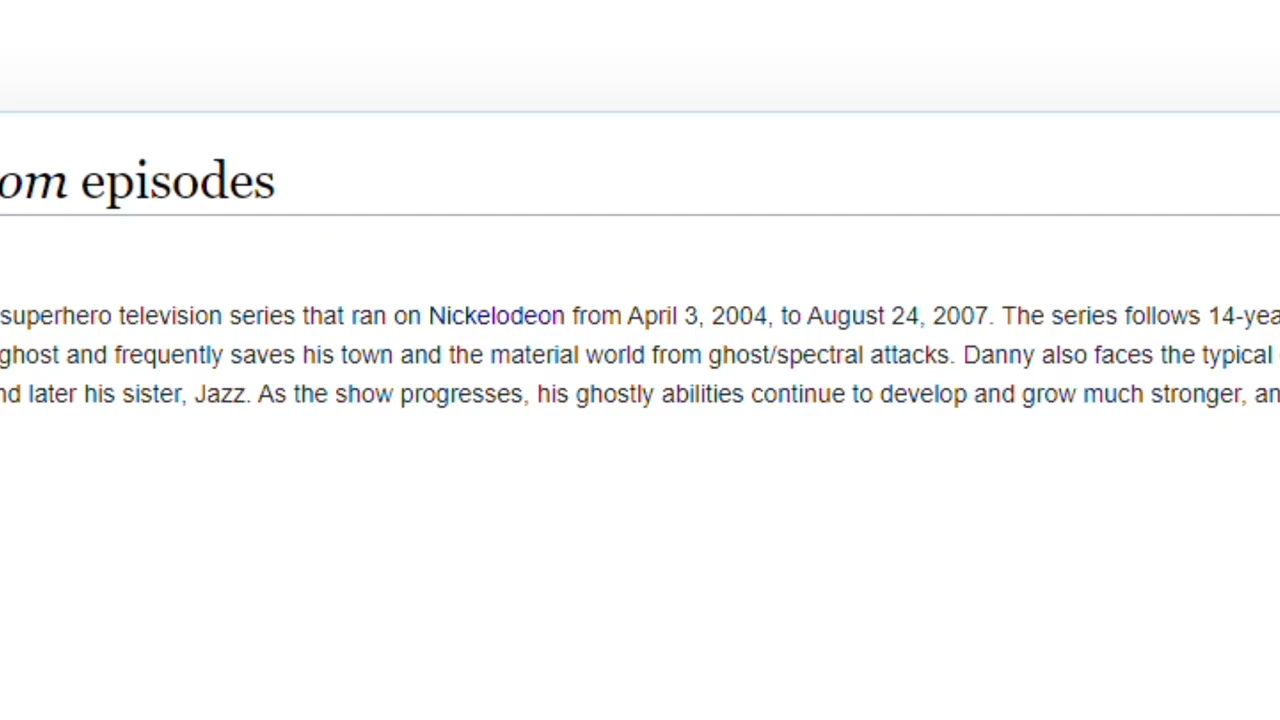 om episodes
superhero television series that ran on Nickelodeon from April 3, 2004, to August 24, 2007. The series follows 14-yea
ghost and frequently saves his town and the material world from ghost/spectral attacks. Danny also faces the typical
nd later his sister, Jazz. As the show progresses, his ghostly abilities continue to develop and grow much stronger, an